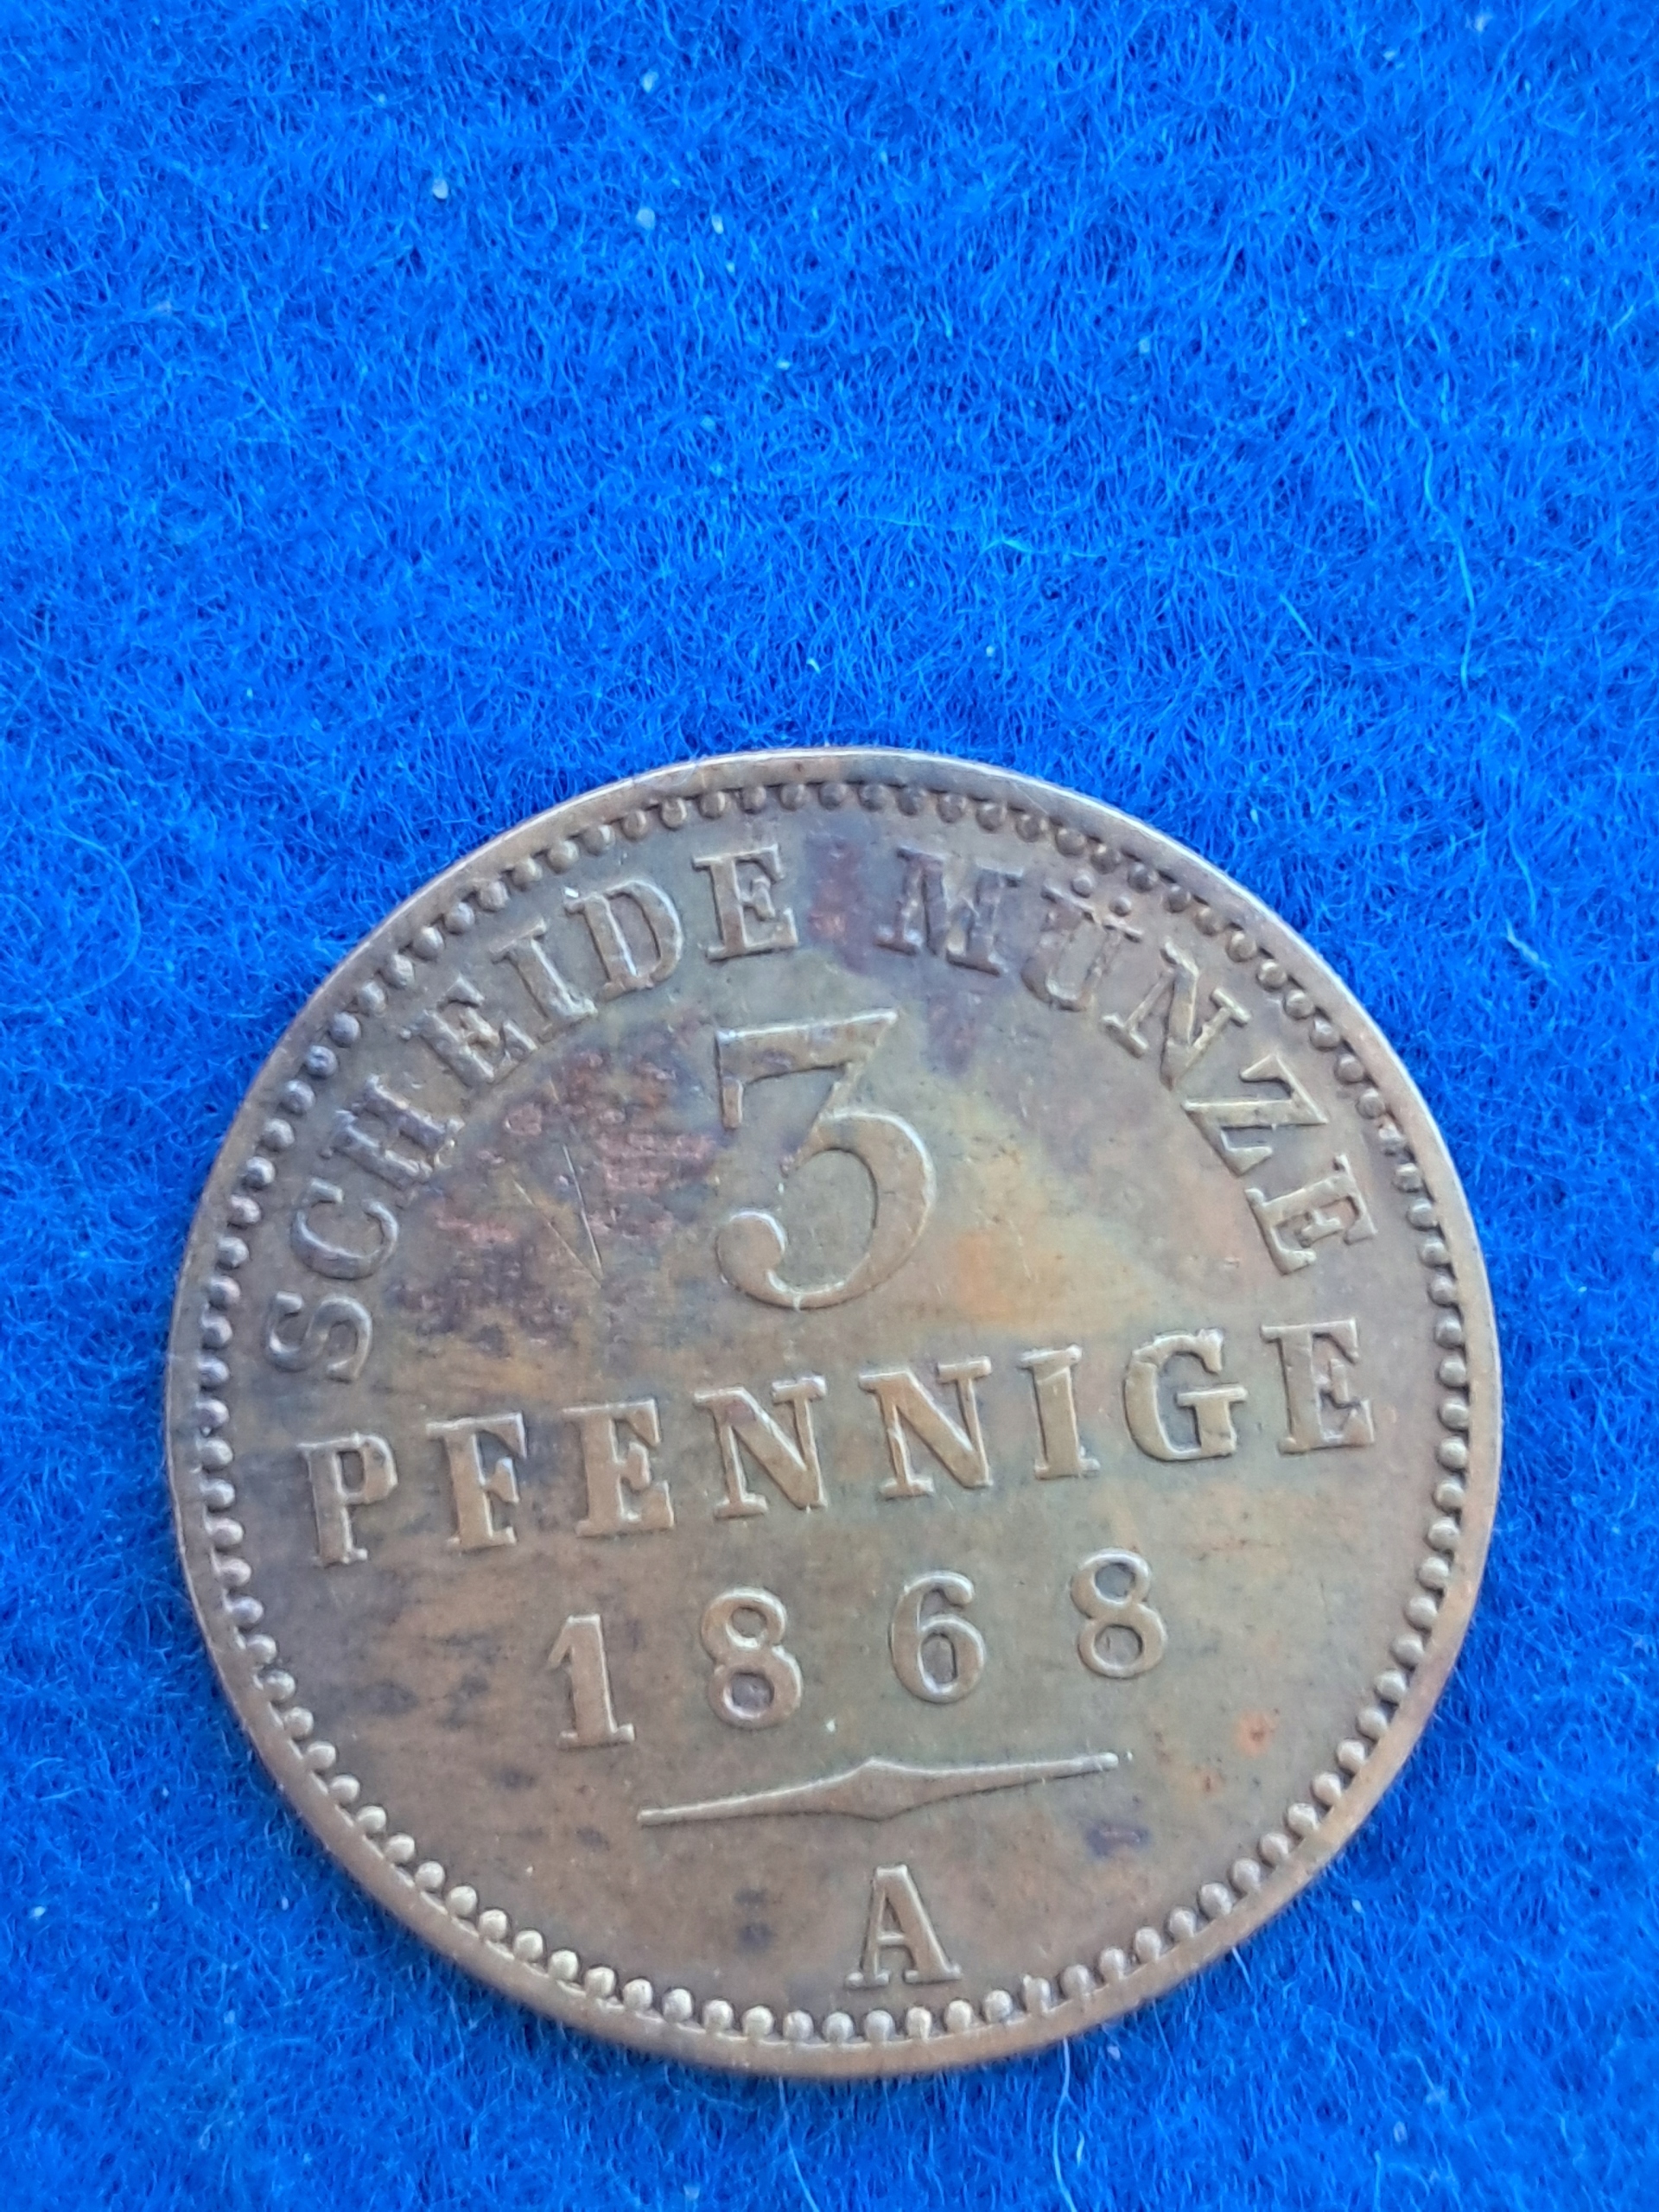 SCHEIDE MÜNZE
3
PFENNIGE
1868
A